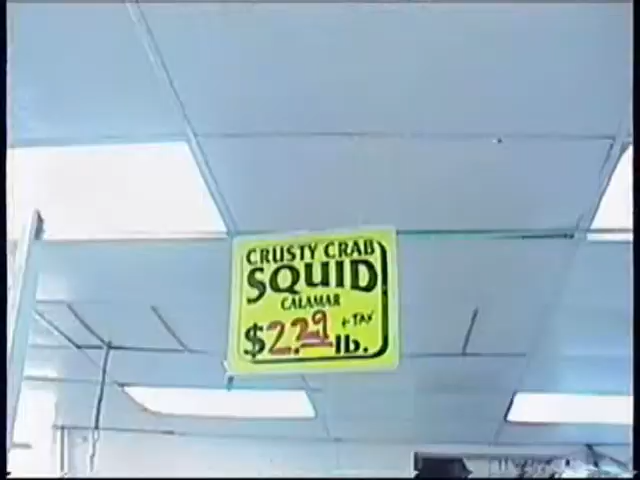 CRUSTY CRAB
SQUID
CALAMAR
$2.29 + TAX
lb.